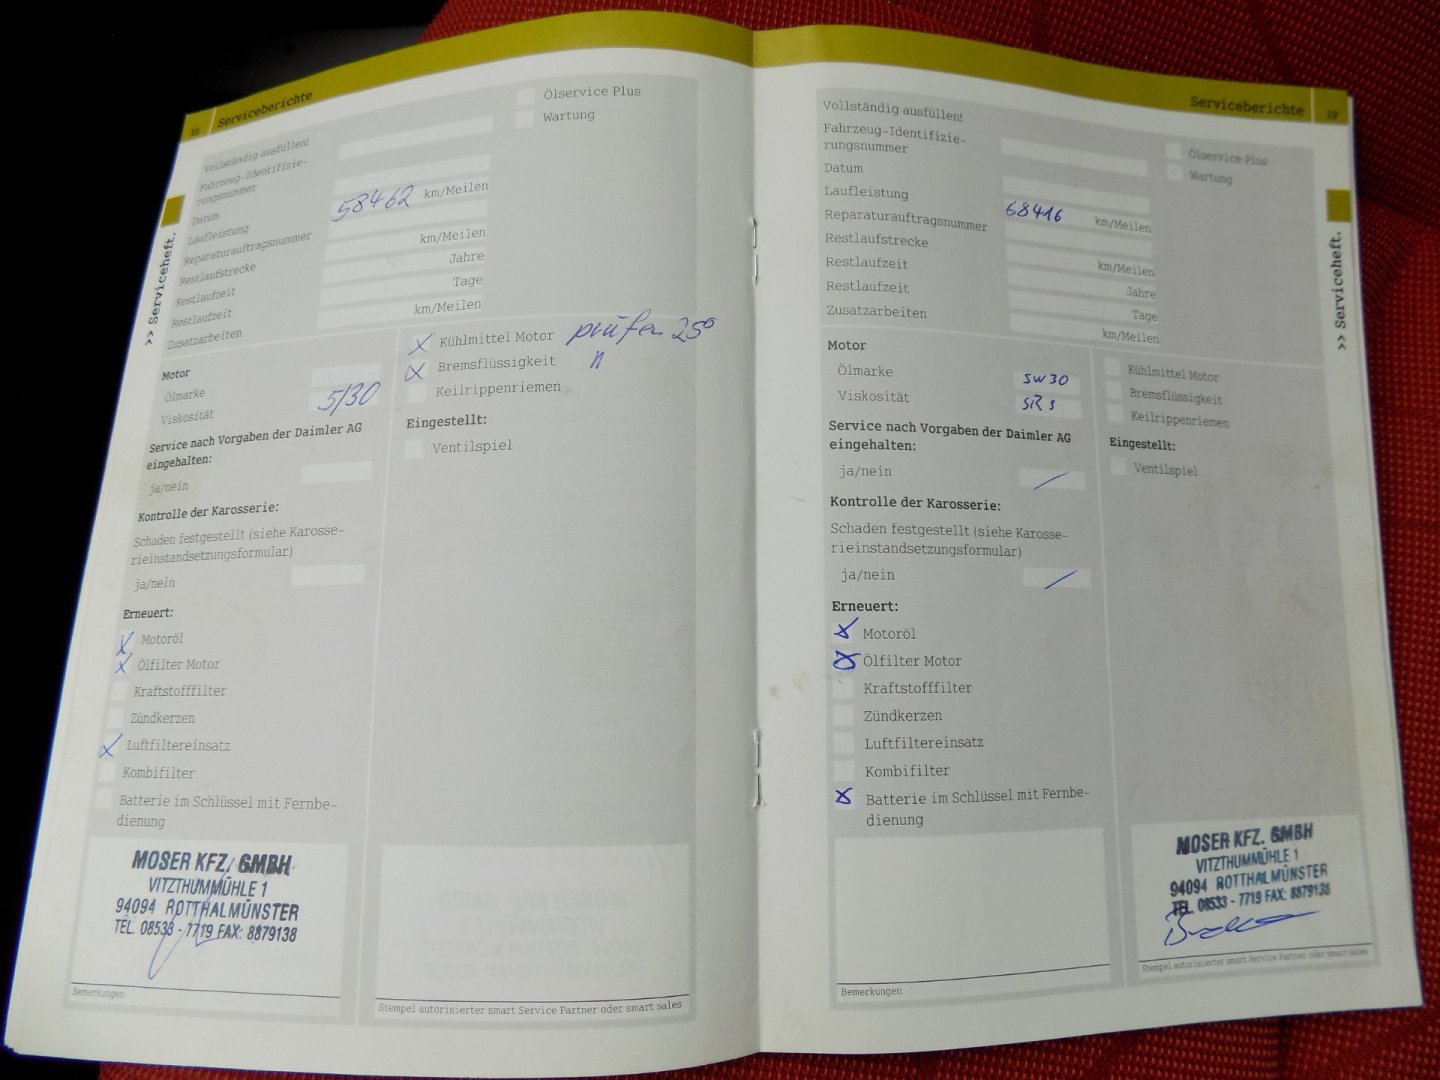 18 Serviceberichte
Vollständig ausfüllen!
Fahrzeug-Identifizie-
rungsnummer
Datum
Laufleistung 58462 km/Meilen
Reparaturauftragsnummer
Restlaufstrecke km/Meilen
Restlaufzeit Jahre
Restlaufzeit Tage
Zusatzarbeiten km/Meilen
Ölservice Plus
Wartung
>> Serviceheft.
Motor
Ölmarke
Viskosität 5/30
Service nach Vorgaben der Daimler AG
eingehalten:
ja/nein
Kontrolle der Karosserie:
Schaden festgestellt (siehe Karosse-
rieinstandsetzungsformular)
ja/nein
Erneuert:
X Motoröl
X Ölfilter Motor
Kraftstofffilter
Zündkerzen
X Luftfiltereinsatz
Kombifilter
Batterie im Schlüssel mit Fernbe-
dienung
X Kühlmittel Motor prüfen 25°
X Bremsflüssigkeit "
Keilrippenriemen
Eingestellt:
Ventilspiel
MOSER KFZ. GMBH
VITZTHUMMÜHLE 1
94094 ROTTHALMÜNSTER
TEL. 08533 - 7719 FAX: 8879138
Bemerkungen
Stempel autorisierter smart Service Partner oder smart sales
Serviceberichte 19
Vollständig ausfüllen!
Fahrzeug-Identifizie-
rungsnummer
Datum
Laufleistung 68416 km/Meilen
Reparaturauftragsnummer
Restlaufstrecke km/Meilen
Restlaufzeit Jahre
Restlaufzeit Tage
Zusatzarbeiten km/Meilen
Ölservice Plus
Wartung
>> Serviceheft.
Motor
Ölmarke 5W30
Viskosität
Service nach Vorgaben der Daimler AG
eingehalten:
ja/nein /
Kontrolle der Karosserie:
Schaden festgestellt (siehe Karosse-
rieinstandsetzungsformular)
ja/nein /
Erneuert:
X Motoröl
X Ölfilter Motor
Kraftstofffilter
Zündkerzen
Luftfiltereinsatz
Kombifilter
X Batterie im Schlüssel mit Fernbe-
dienung
Kühlmittel Motor
Bremsflüssigkeit
Keilrippenriemen
Eingestellt:
Ventilspiel
MOSER KFZ. GMBH
VITZTHUMMÜHLE 1
94094 ROTTHALMÜNSTER
TEL. 08533 - 7719 FAX: 8879138
Bemerkungen
Stempel autorisierter smart Service Partner oder smart sales